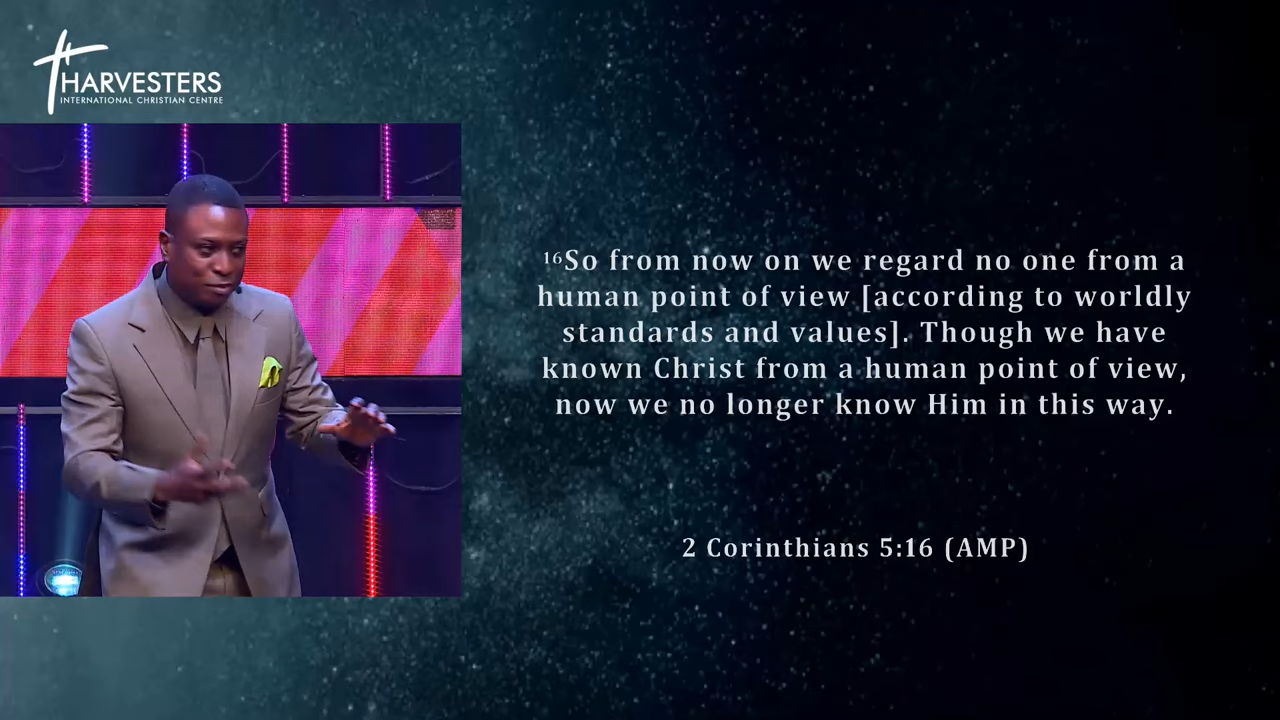 HARVESTERS
INTERNATIONAL CHRISTIAN CENTRE
16So from now on we regard no one from a
human point of view [according to worldly
standards and values]. Though we have
known Christ from a human point of view,
now we no longer know Him in this way.
2 Corinthians 5:16 (AMP)